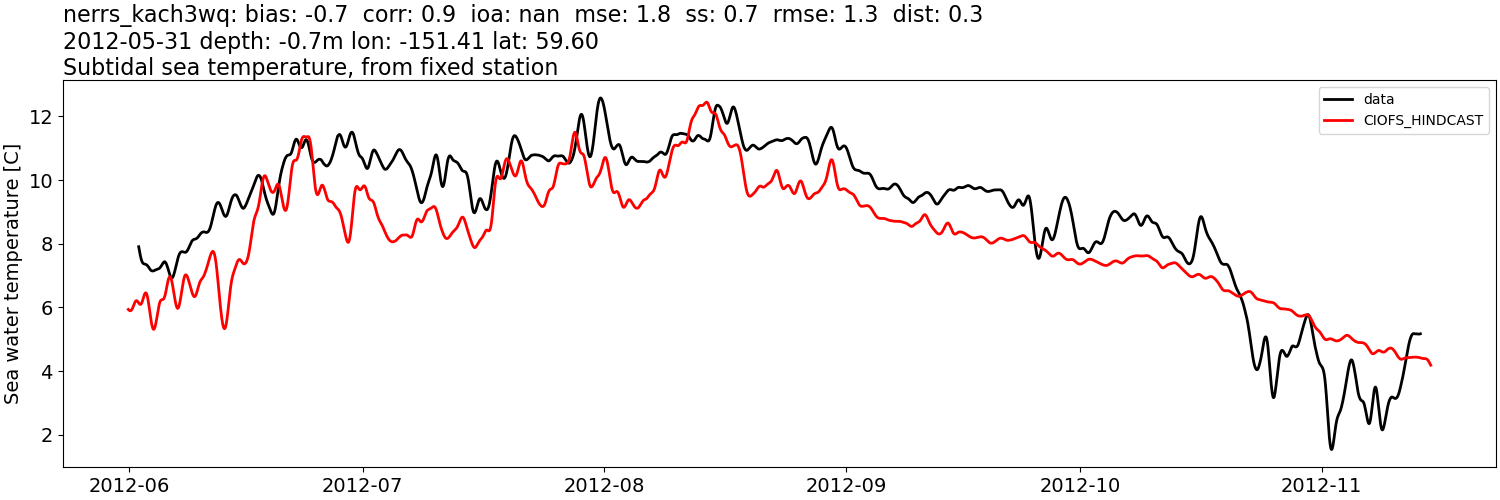 nerrs_kach3wq: bias: -0.7  corr: 0.9  ioa: nan  mse: 1.8  ss: 0.7  rmse: 1.3  dist: 0.3
2012-05-31 depth: -0.7m lon: -151.41 lat: 59.60
Subtidal sea temperature, from fixed station
data
CIOFS_HINDCAST
Sea water temperature [C]
12
10
8
6
4
2
2012-06
2012-07
2012-08
2012-09
2012-10
2012-11